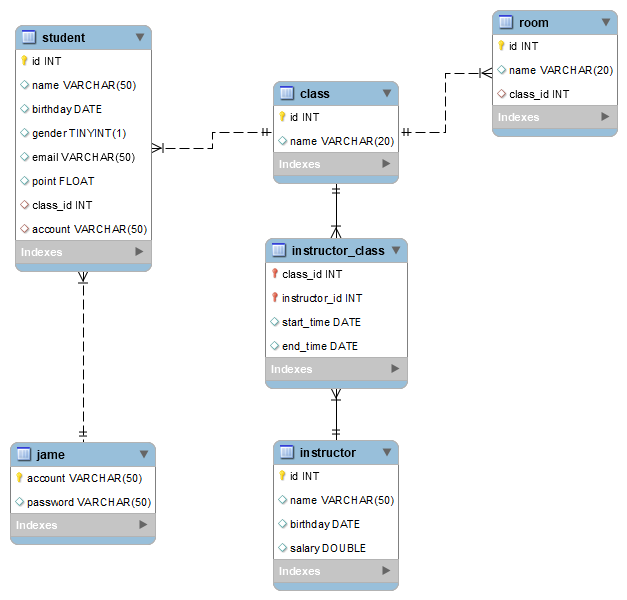 student
id INT
name VARCHAR(50)
birthday DATE
gender TINYINT(1)
email VARCHAR(50)
point FLOAT
class_id INT
account VARCHAR(50)
Indexes
class
id INT
name VARCHAR(20)
Indexes
room
id INT
name VARCHAR(20)
class_id INT
Indexes
instructor_class
class_id INT
instructor_id INT
start_time DATE
end_time DATE
Indexes
jame
account VARCHAR(50)
password VARCHAR(50)
Indexes
instructor
id INT
name VARCHAR(50)
birthday DATE
salary DOUBLE
Indexes